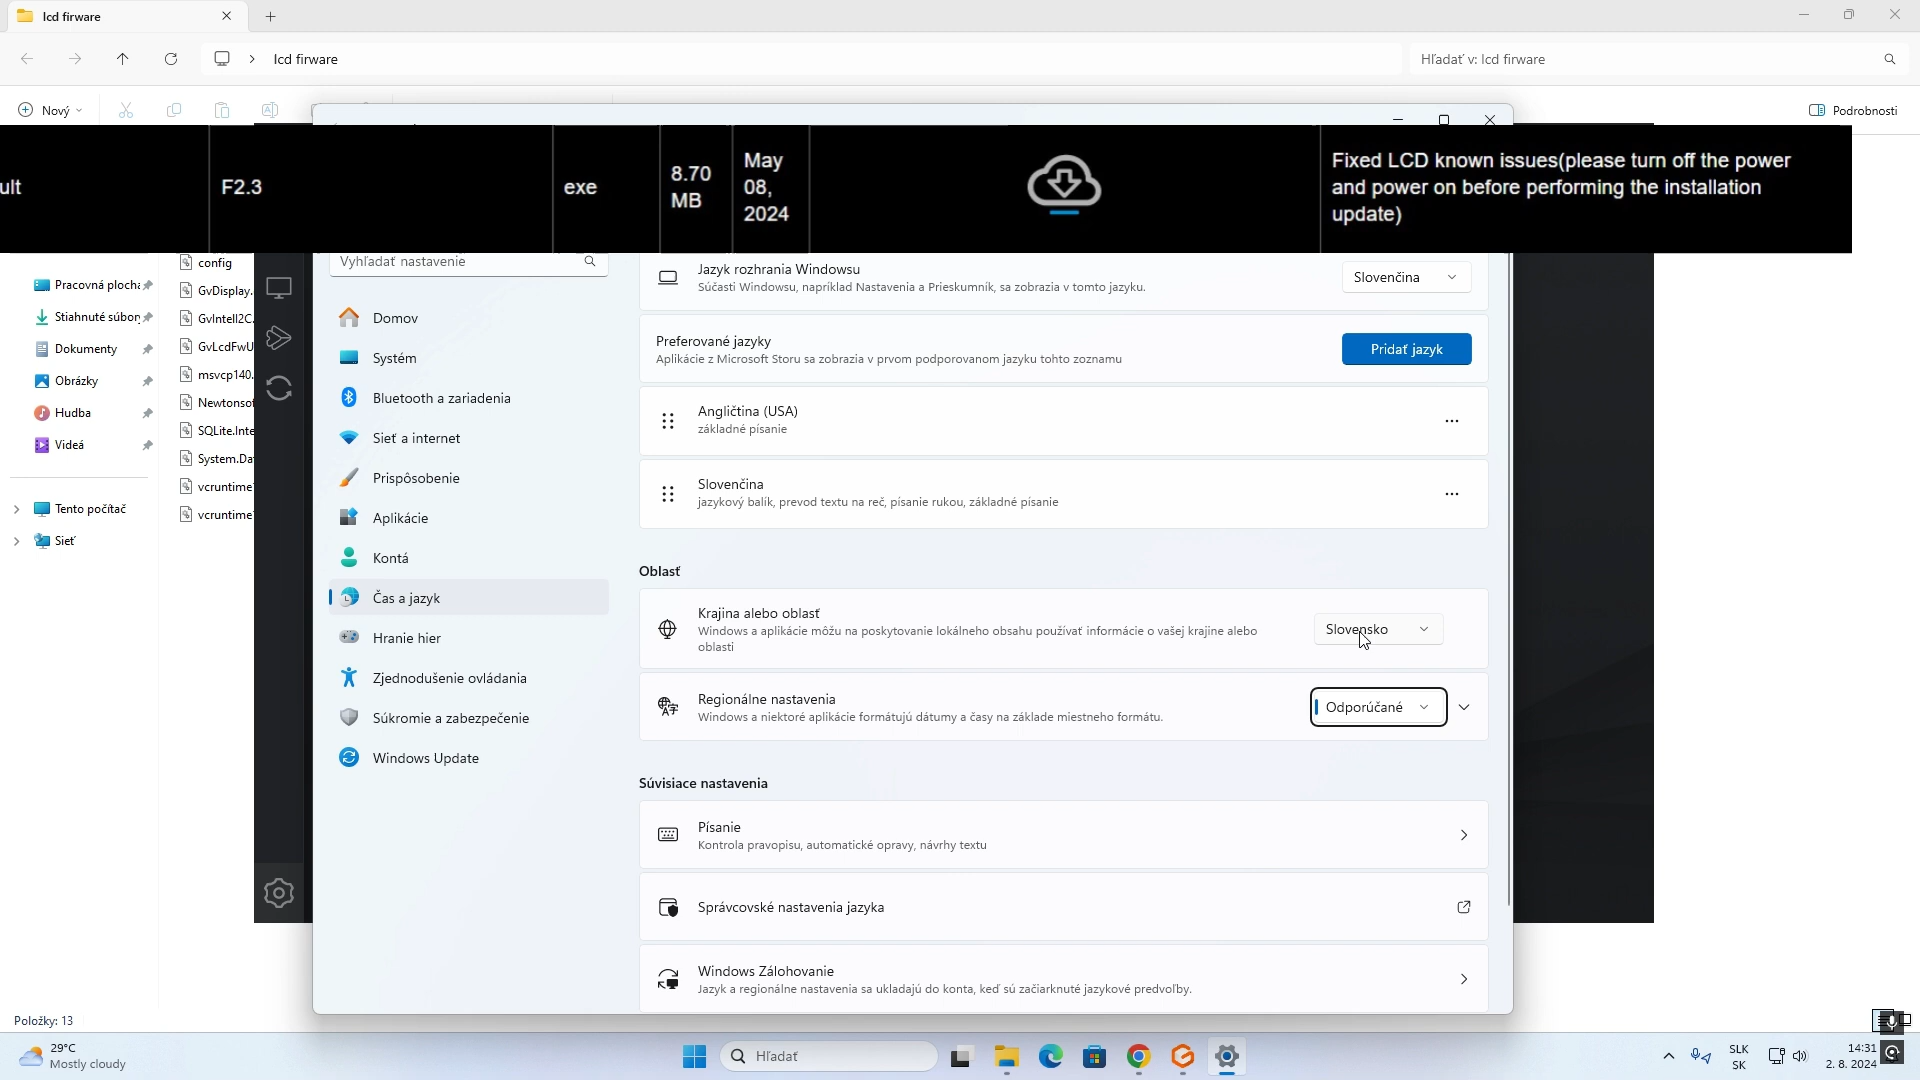 lcd firware
lcd firware
Hľadať v: lcd firware
Nový
Podrobnosti
ult
F2.3
exe
8.70
MB
May
08,
2024
Fixed LCD known issues(please turn off the power
and power on before performing the installation
update)
Pracovná ploch
Stiahnuté súbor
Dokumenty
Obrázky
Hudba
Videá
Tento počítač
Sieť
config
GvDisplay.
GvIntell2C.
GvLcdFwU
msvcp140.
Newtonsof
SQLite.Inte
System.Da
vcruntime
vcruntime
Vyhľadať nastavenie
Domov
Systém
Bluetooth a zariadenia
Sieť a internet
Prispôsobenie
Aplikácie
Kontá
Čas a jazyk
Hranie hier
Zjednodušenie ovládania
Súkromie a zabezpečenie
Windows Update
Jazyk rozhrania Windowsu
Súčasti Windowsu, napríklad Nastavenia a Prieskumník, sa zobrazia v tomto jazyku.
Slovenčina
Preferované jazyky
Aplikácie z Microsoft Storu sa zobrazia v prvom podporovanom jazyku tohto zoznamu
Pridať jazyk
Angličtina (USA)
základné písanie
Slovenčina
jazykový balík, prevod textu na reč, písanie rukou, základné písanie
Oblasť
Krajina alebo oblasť
Windows a aplikácie môžu na poskytovanie lokálneho obsahu používať informácie o vašej krajine alebo
oblasti
Slovensko
Regionálne nastavenia
Windows a niektoré aplikácie formátujú dátumy a časy na základe miestneho formátu.
Odporúčané
Súvisiace nastavenia
Písanie
Kontrola pravopisu, automatické opravy, návrhy textu
Správcovské nastavenia jazyka
Windows Zálohovanie
Jazyk a regionálne nastavenia sa ukladajú do konta, keď sú začiarknuté jazykové predvoľby.
Položky: 13
29°C
Mostly cloudy
Hľadať
SLK
SK
14:31
2. 8. 2024